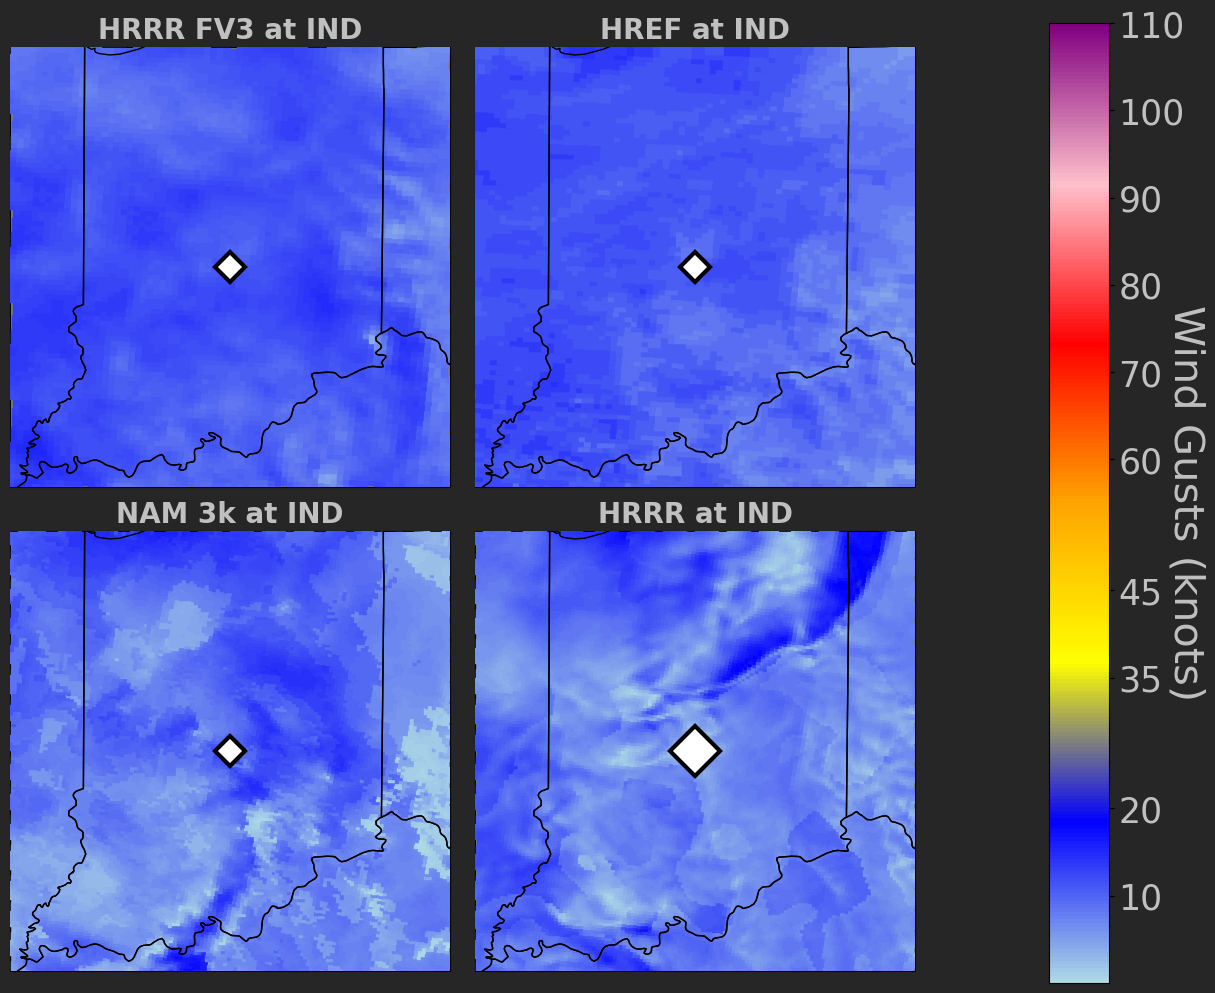 HRRR FV3 at IND
HREF at IND
NAM 3k at IND
HRRR at IND
110
100
90
80
70
60
45
35
20
10
Wind Gusts (knots)